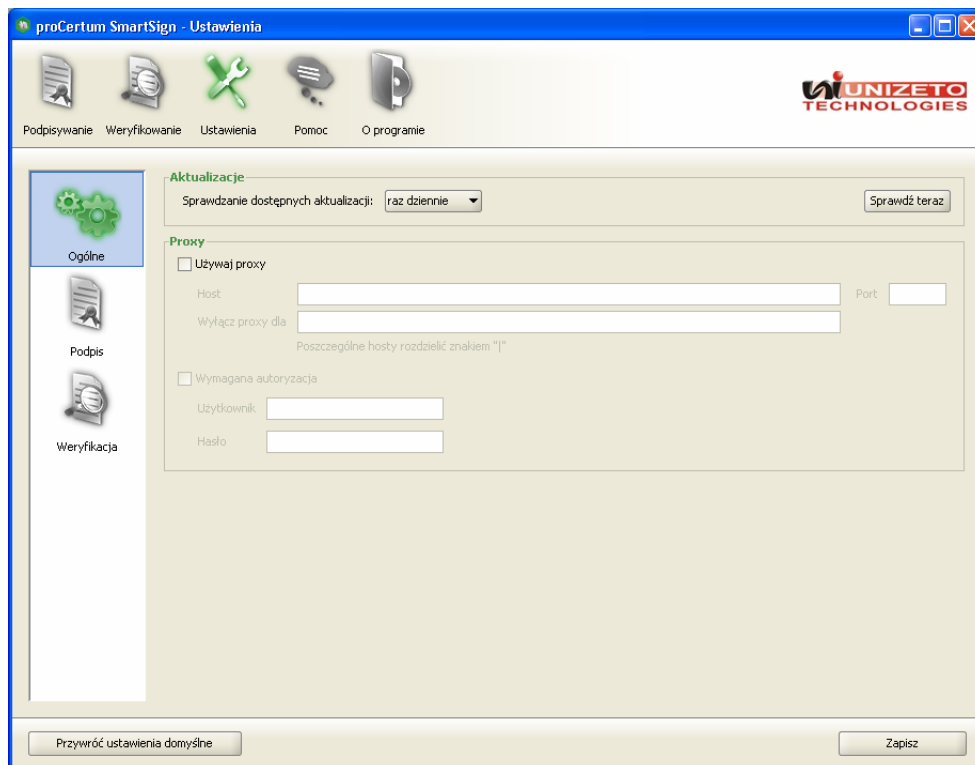 proCertum SmartSign - Ustawienia
Podpisywanie Weryfikowanie Ustawienia Pomoc O programie
UNIZETO
TECHNOLOGIES
Ogólne
Podpis
Weryfikacja
Aktualizacje
Sprawdzanie dostępnych aktualizacji: raz dziennie Sprawdź teraz
Proxy
Używaj proxy
Host Port
Wyłącz proxy dla
Poszczególne hosty rozdzielić znakiem "|"
Wymagana autoryzacja
Użytkownik
Hasło
Przywróć ustawienia domyślne Zapisz